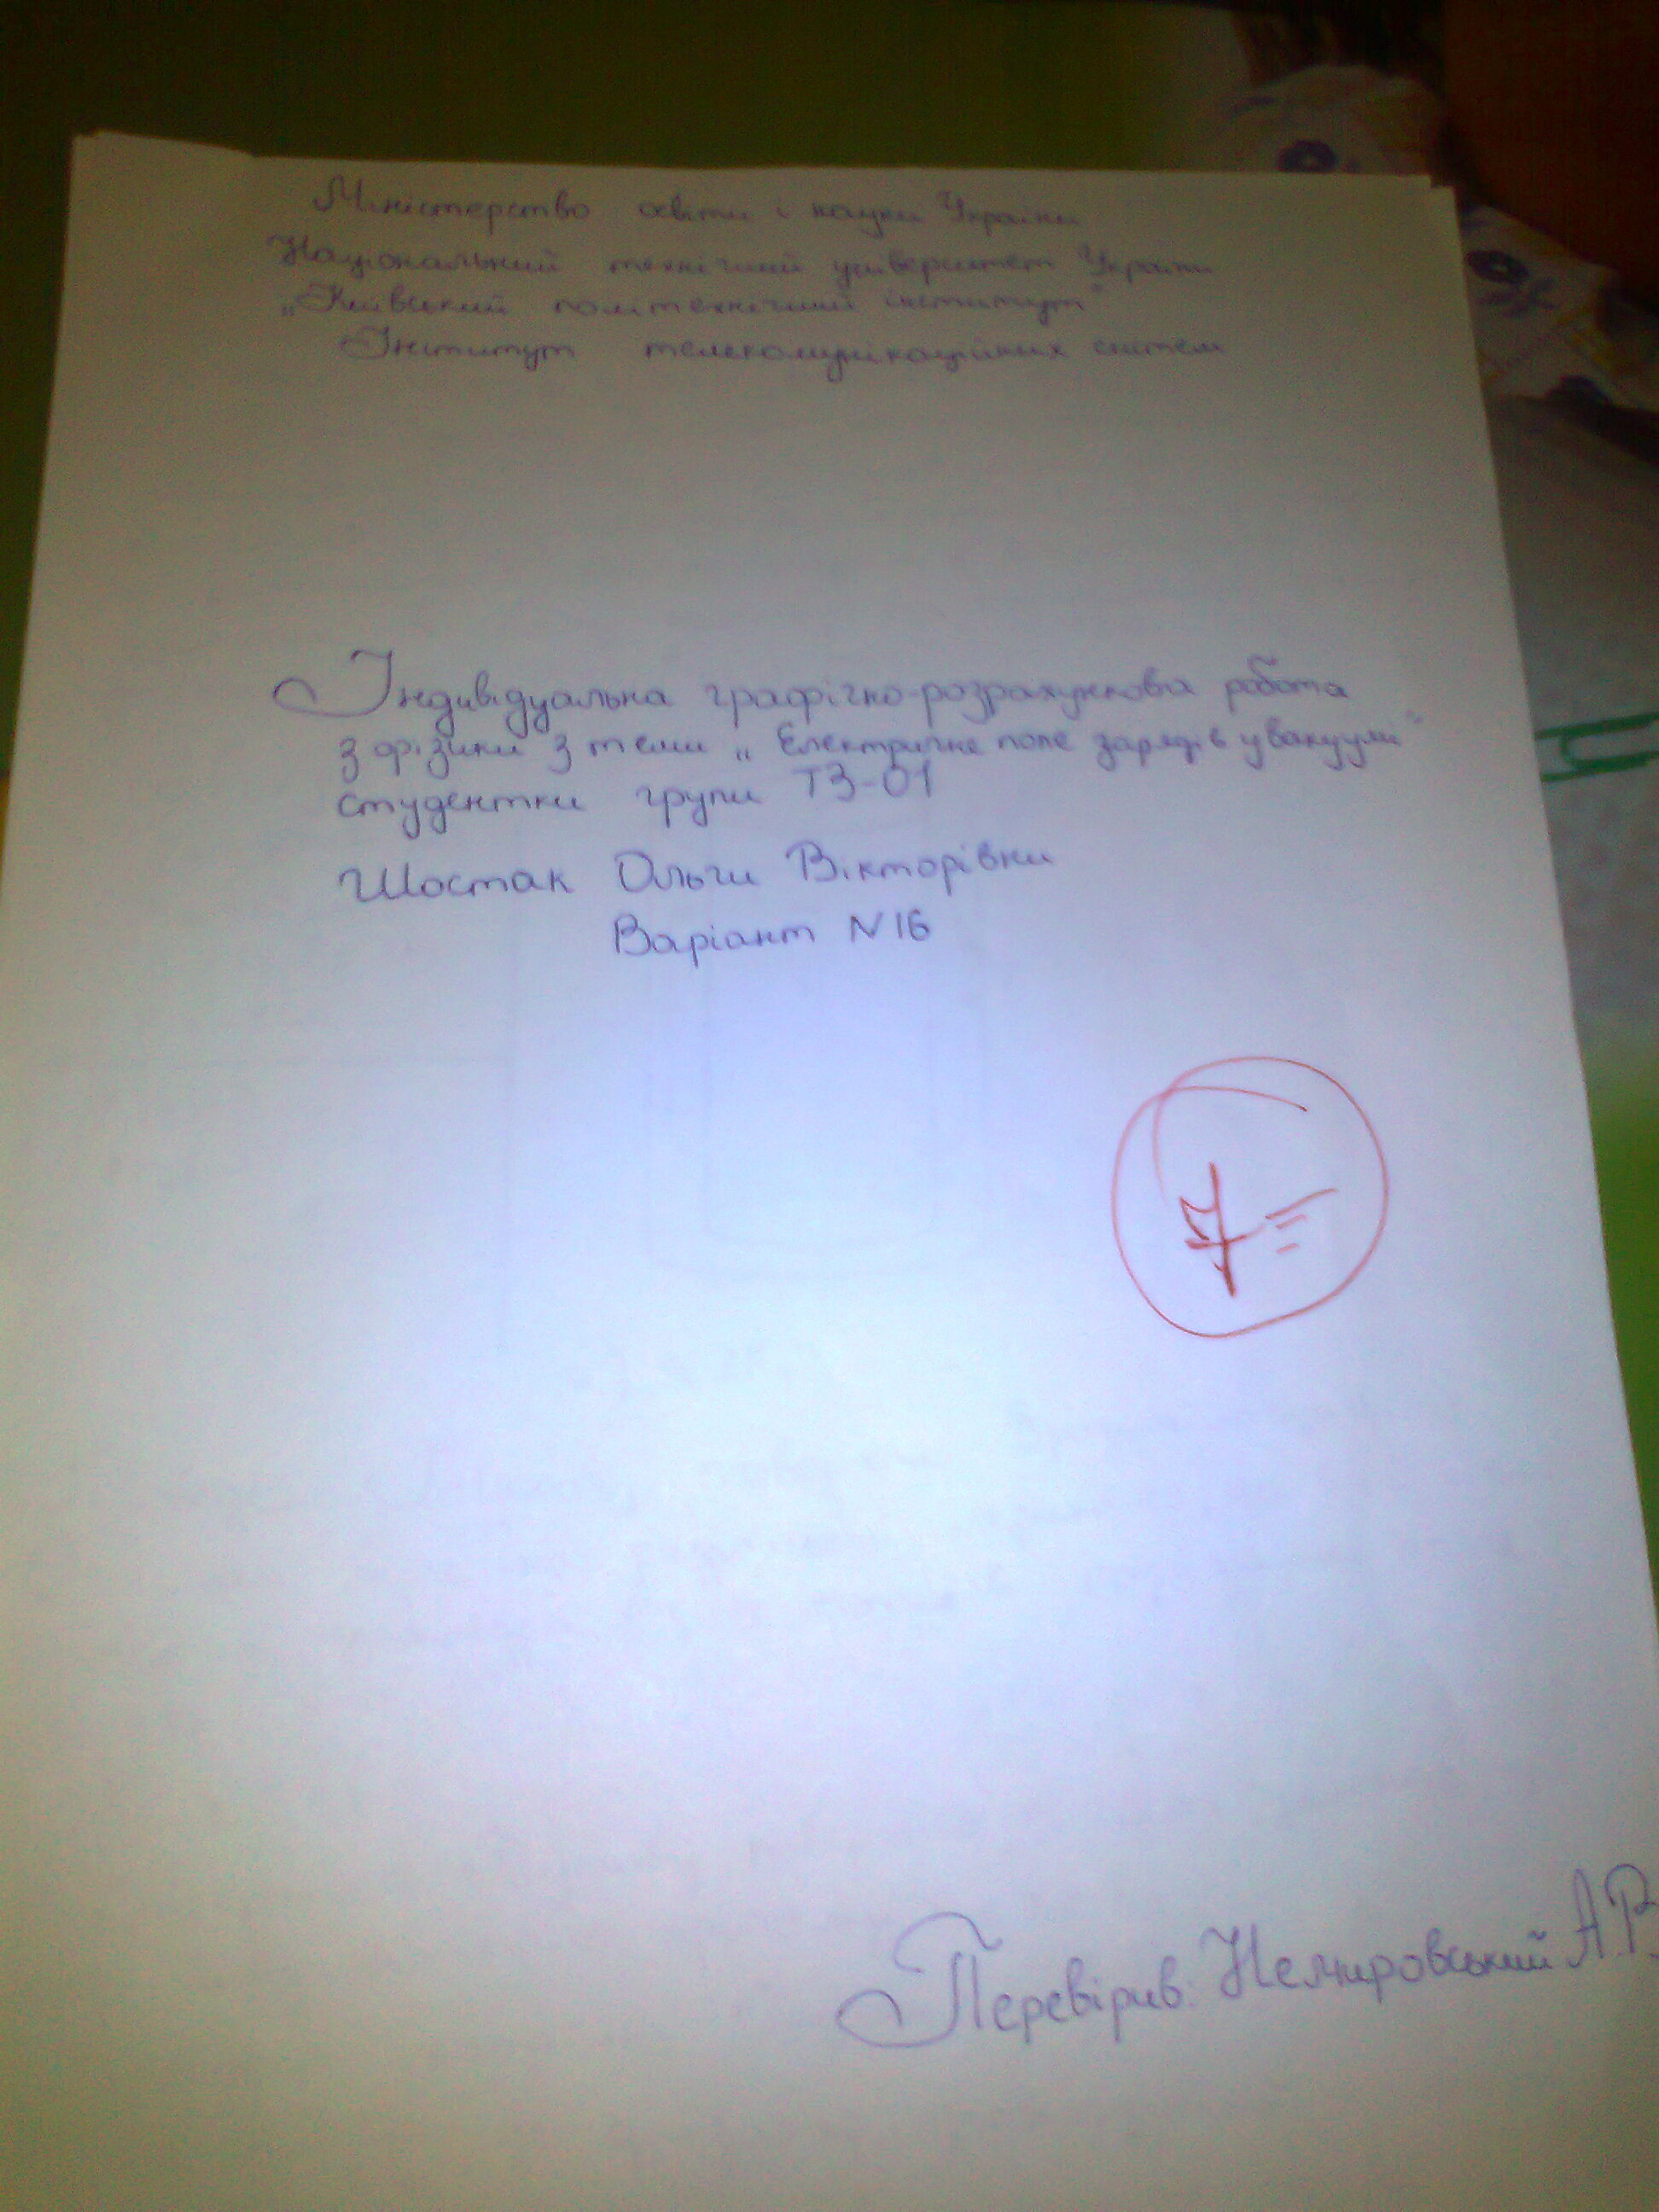 Міністерство освіти і науки України
Національний технічний університет України
„Київський політехнічний інститут"
Інститут телекомунікаційних систем
Індивідуальна графічно-розрахункова робота
з фізики з теми „Електричне поле зарядів у вакуумі"
студентки групи ТЗ-01
Шостак Ольги Вікторівни
Варіант N16
7=
Перевірив: Немировський А.Р.